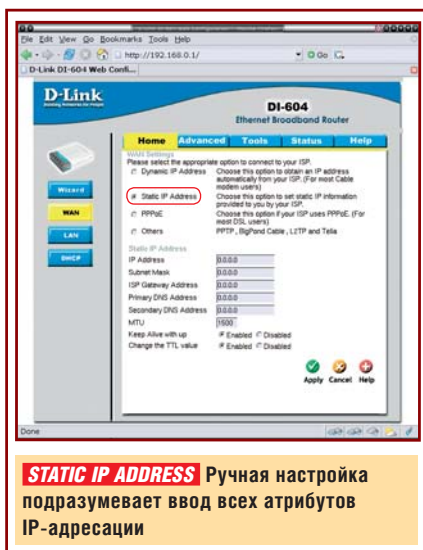 File Edit View Go Bookmarks Tools Help
http://192.168.0.1/ Go
D-Link DI-604 Web Confi...
D-Link
Building Networks for People
DI-604
Ethernet Broadband Router
Home Advanced Tools Status Help
Wizard
WAN
LAN
DHCP
WAN Settings
Please select the appropriate option to connect to your ISP.
Dynamic IP Address Choose this option to obtain an IP address
automatically from your ISP. (For most Cable
modem users)
Static IP Address Choose this option to set static IP information
provided to you by your ISP.
PPPoE Choose this option if your ISP uses PPPoE. (For
most DSL users)
Others PPTP , BigPond Cable , L2TP and Telia
Static IP Address
IP Address 0.0.0.0
Subnet Mask 0.0.0.0
ISP Gateway Address 0.0.0.0
Primary DNS Address 0.0.0.0
Secondary DNS Address 0.0.0.0
MTU 1500
Keep Alive with up Enabled Disabled
Change the TTL value Enabled Disabled
Apply Cancel Help
Done
STATIC IP ADDRESS Ручная настройка
подразумевает ввод всех атрибутов
IP-адресации